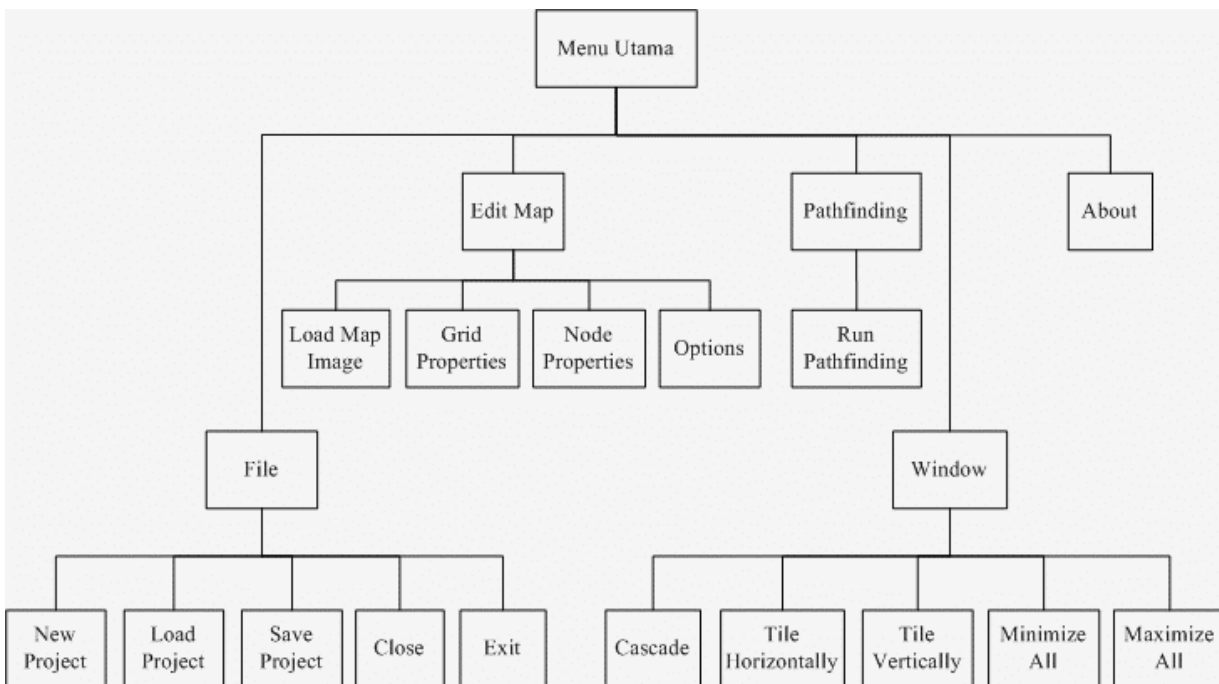 Menu Utama
Edit Map
Pathfinding
About
Load Map
Image
Grid
Properties
Node
Properties
Options
Run
Pathfinding
File
Window
New
Project
Load
Project
Save
Project
Close
Exit
Cascade
Tile
Horizontally
Tile
Vertically
Minimize
All
Maximize
All